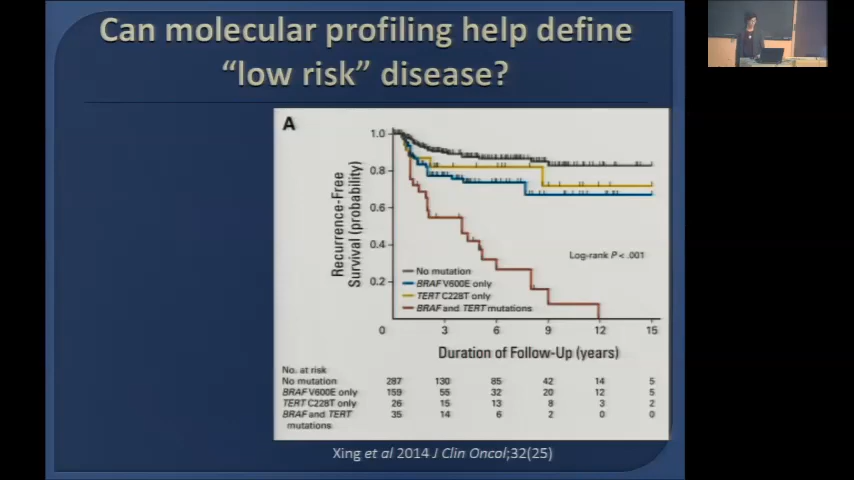 Can molecular profiling help define
“low risk” disease?
A
Recurrence-Free
Survival (probability)
1.0
0.8
0.6
0.4
0.2
Log-rank P < .001
No mutation
BRAF V600E only
TERT C228T only
BRAF and TERT mutations
0 3 6 9 12 15
Duration of Follow-Up (years)
No. at risk
No mutation 287 130 85 42 14 5
BRAF V600E only 159 55 32 20 12 5
TERT C228T only 26 15 13 8 3 2
BRAF and TERT 35 14 6 2 0 0
mutations
Xing et al 2014 J Clin Oncol;32(25)